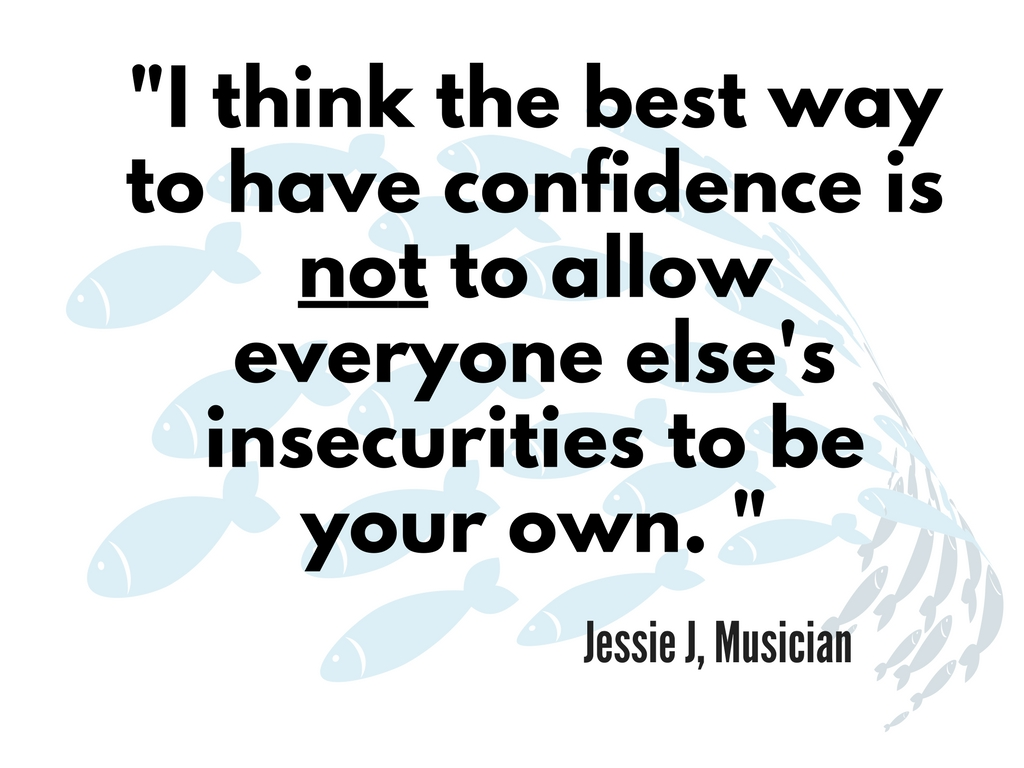 "I think the best way
to have confidence is
not to allow
everyone else's
insecurities to be
your own. "
Jessie J, Musician